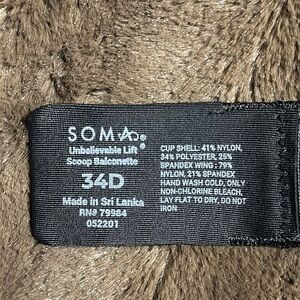 SOMA®
Unbelievable Lift
Scoop Balconette
34D
Made in Sri Lanka
RN# 79984
052201
CUP SHELL: 41% NYLON,
34% POLYESTER, 25%
SPANDEX WING : 79%
NYLON, 21% SPANDEX
HAND WASH COLD, ONLY
NON-CHLORINE BLEACH,
LAY FLAT TO DRY, DO NOT
IRON